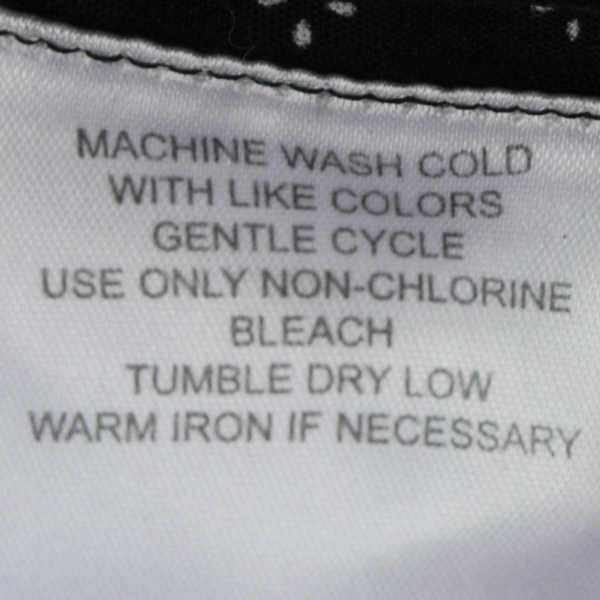 MACHINE WASH COLD
WITH LIKE COLORS
GENTLE CYCLE
USE ONLY NON-CHLORINE
BLEACH
TUMBLE DRY LOW
WARM IRON IF NECESSARY